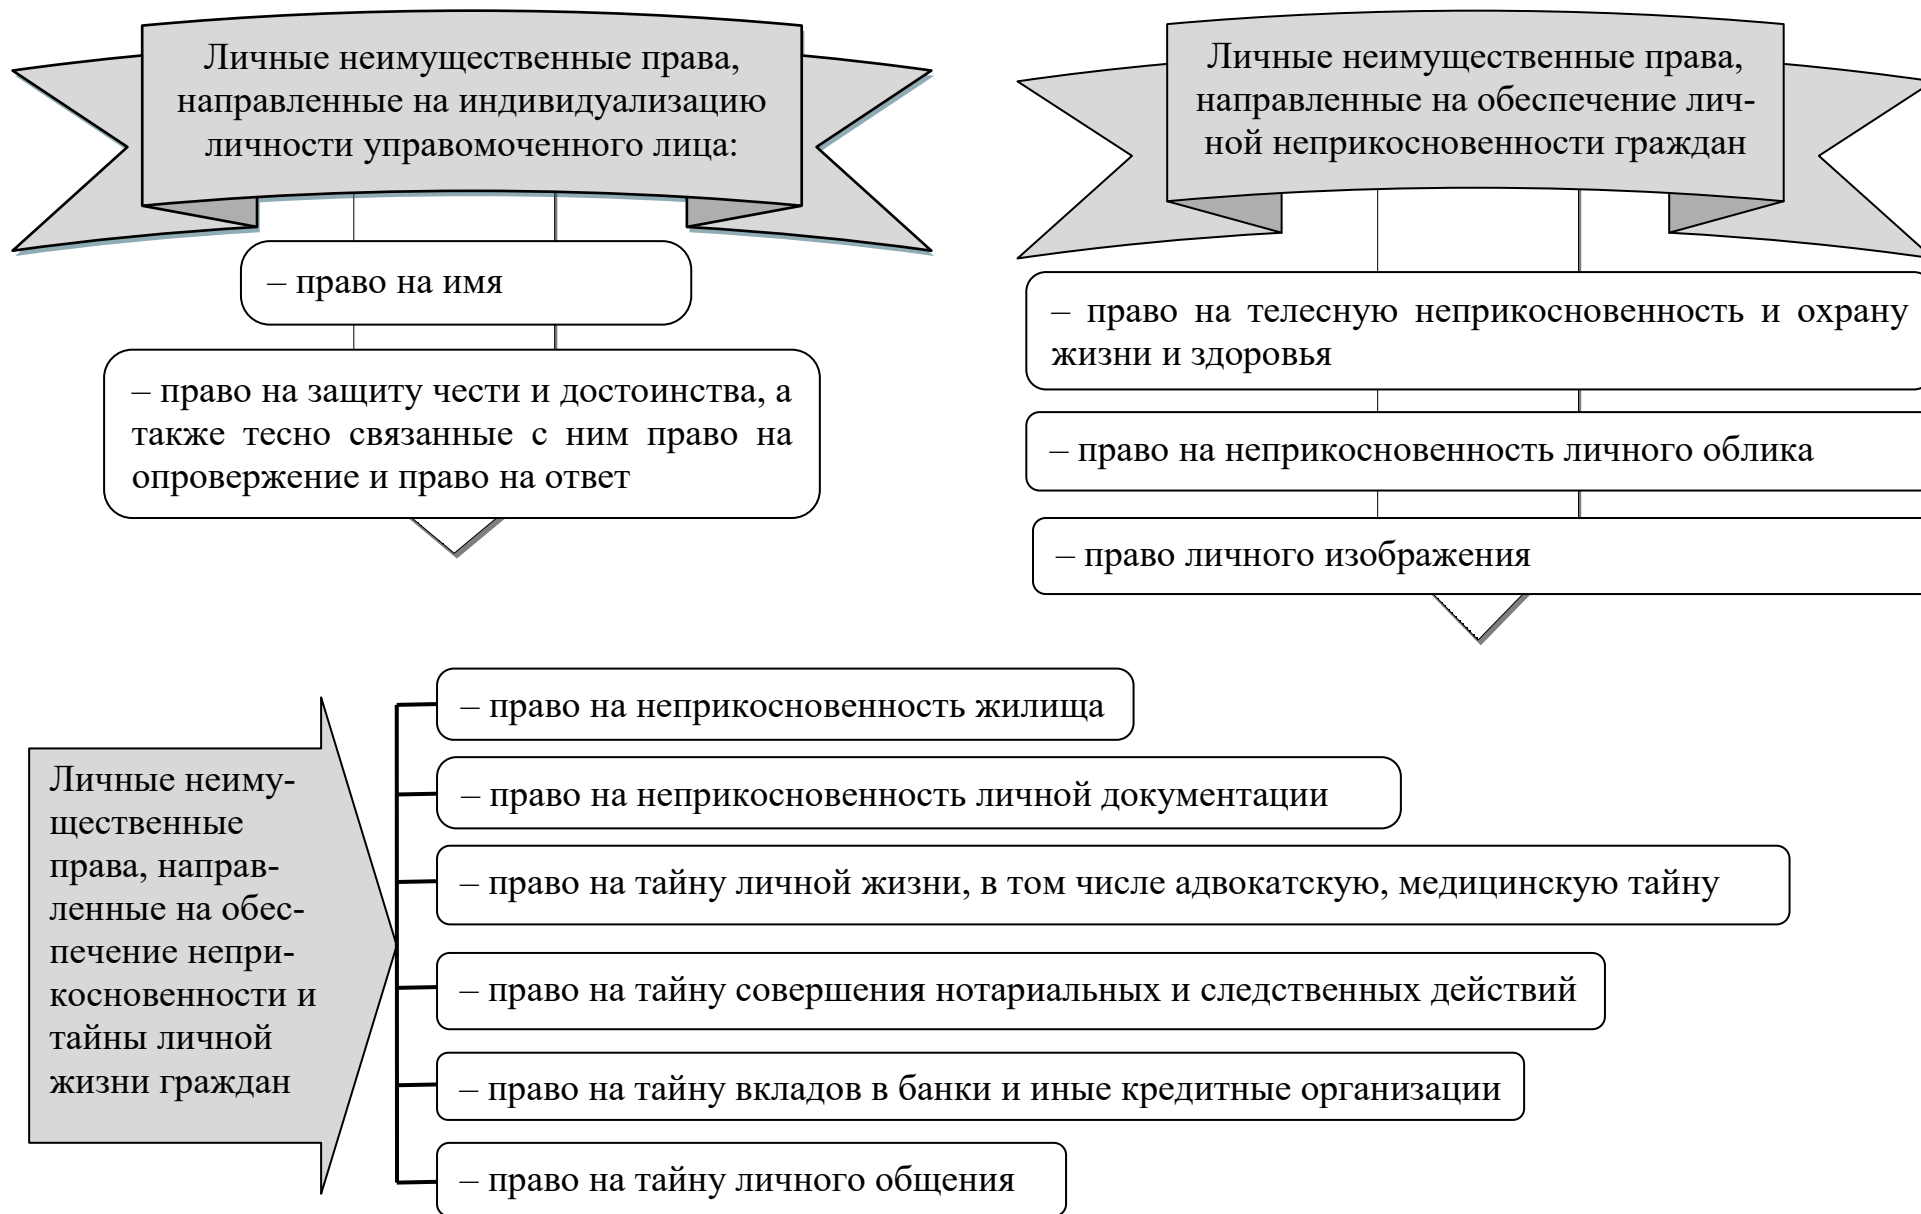 Личные неимущественные права,
направленные на индивидуализацию
личности управомоченного лица:
– право на имя
– право на защиту чести и достоинства, а
также тесно связанные с ним право на
опровержение и право на ответ
Личные неимущественные права,
направленные на обеспечение лич-
ной неприкосновенности граждан
– право на телесную неприкосновенность и охрану
жизни и здоровья
– право на неприкосновенность личного облика
– право личного изображения
Личные неиму-
щественные
права, направ-
ленные на обес-
печение непри-
косновенности и
тайны личной
жизни граждан
– право на неприкосновенность жилища
– право на неприкосновенность личной документации
– право на тайну личной жизни, в том числе адвокатскую, медицинскую тайну
– право на тайну совершения нотариальных и следственных действий
– право на тайну вкладов в банки и иные кредитные организации
– право на тайну личного общения